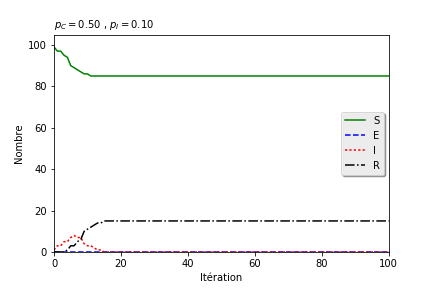 p_C = 0.50 , p_I = 0.10
100
80
60
40
20
0
Nombre
S
E
I
R
0 20 40 60 80 100
Itération